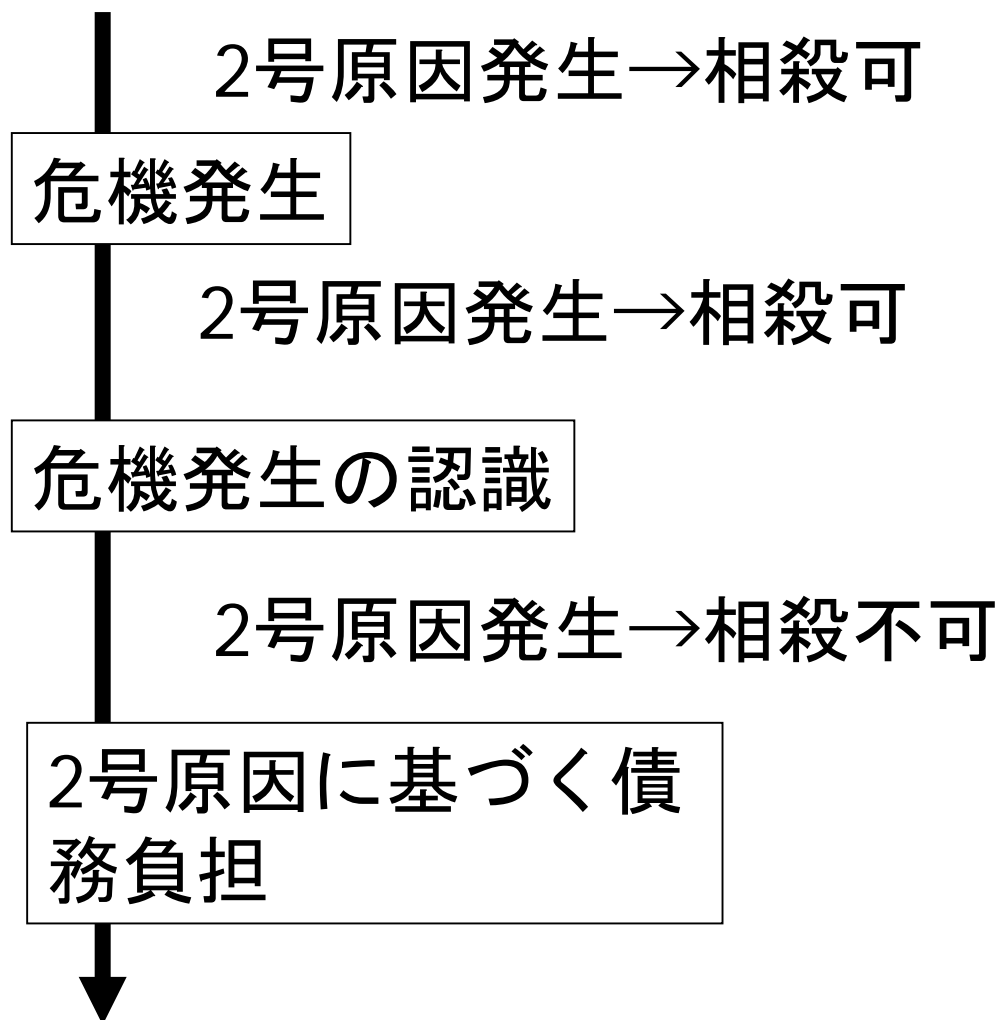 2号原因発生→相殺可
危機発生
2号原因発生→相殺可
危機発生の認識
2号原因発生→相殺不可
2号原因に基づく債
務負担